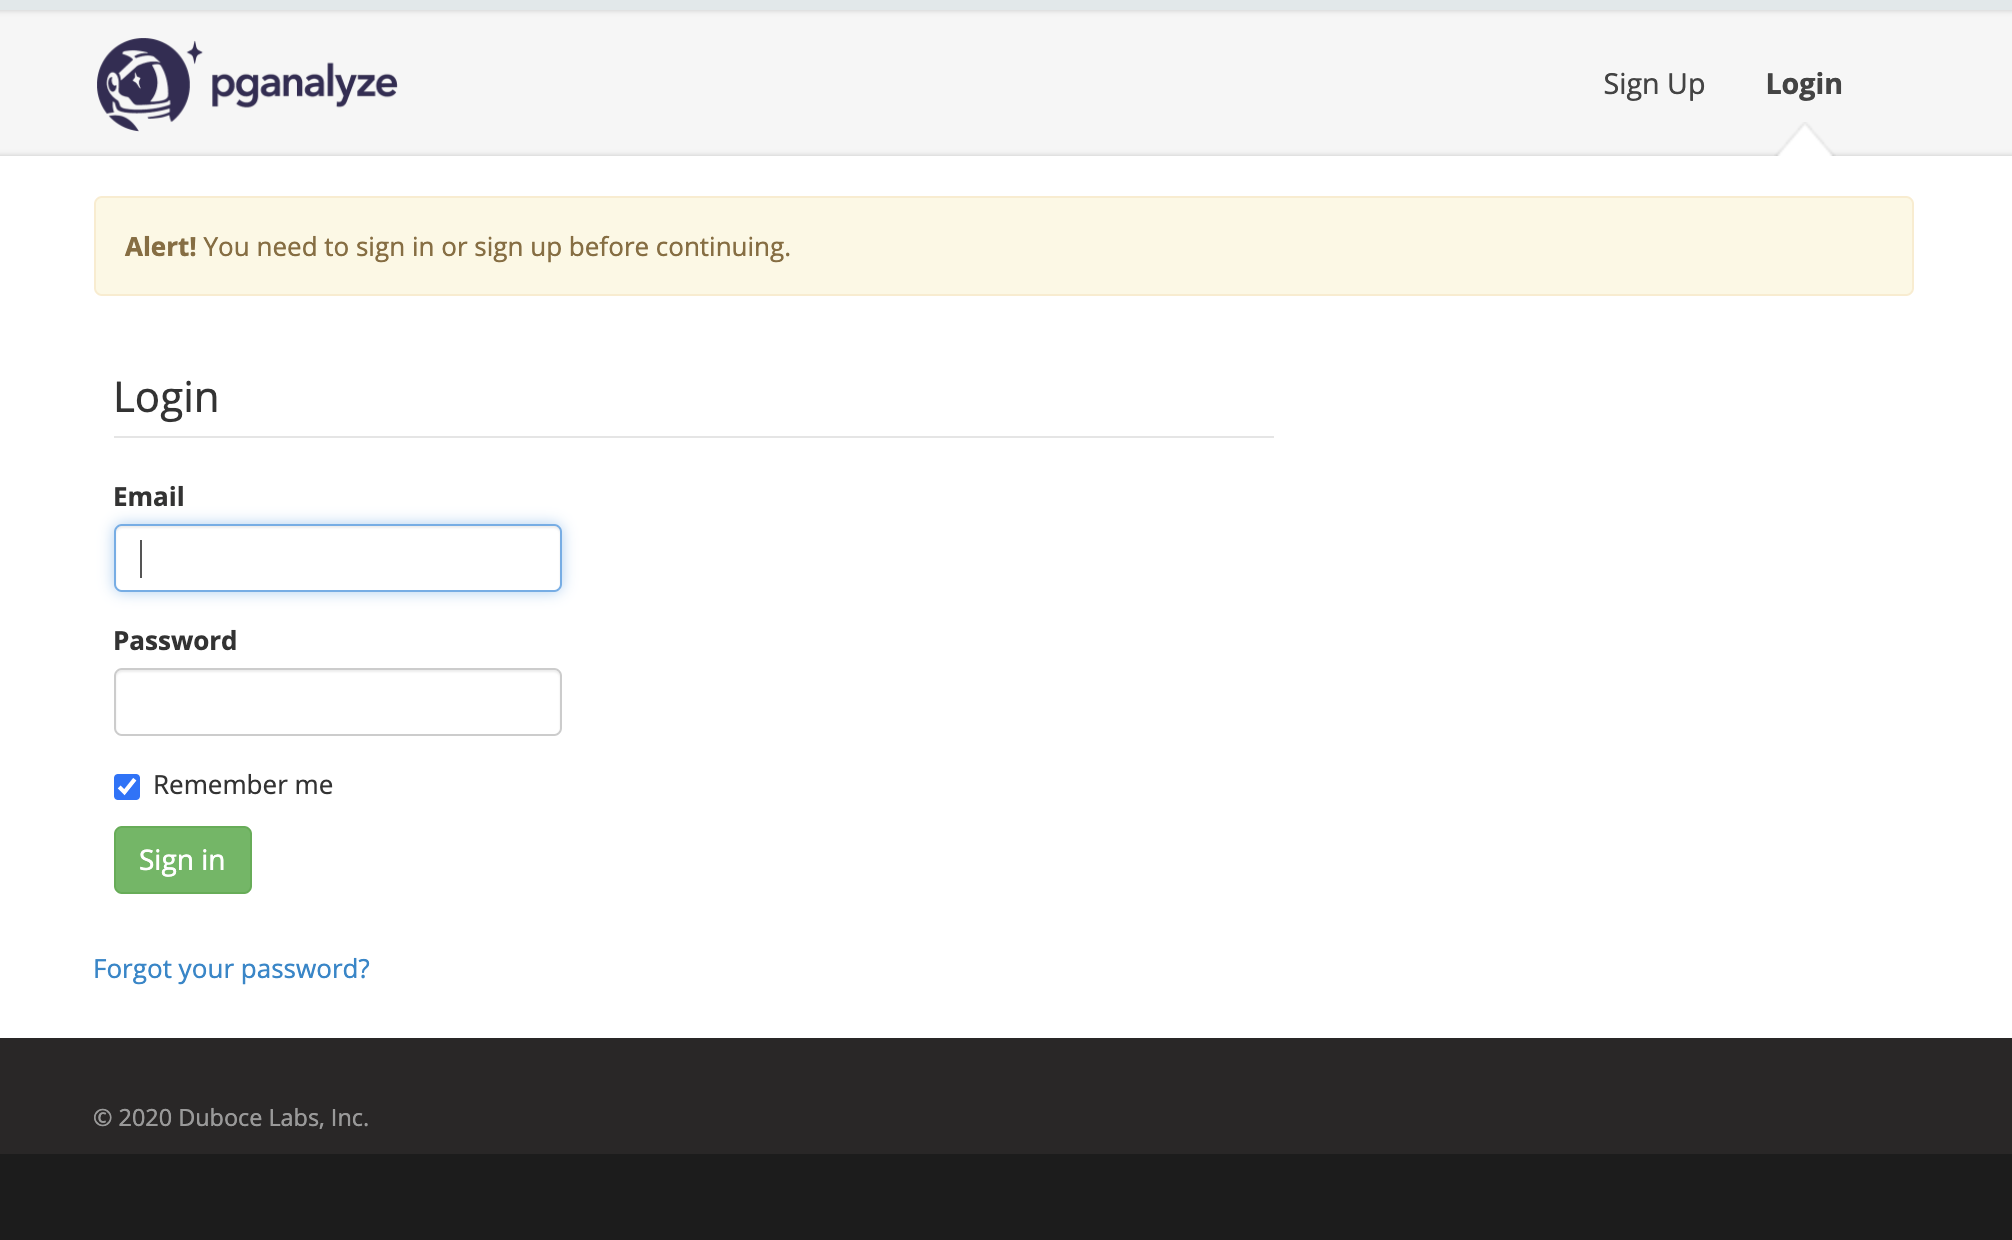 pganalyze
Sign Up
Login
Alert! You need to sign in or sign up before continuing.
Login
Email
Password
Remember me
Sign in
Forgot your password?
© 2020 Duboce Labs, Inc.